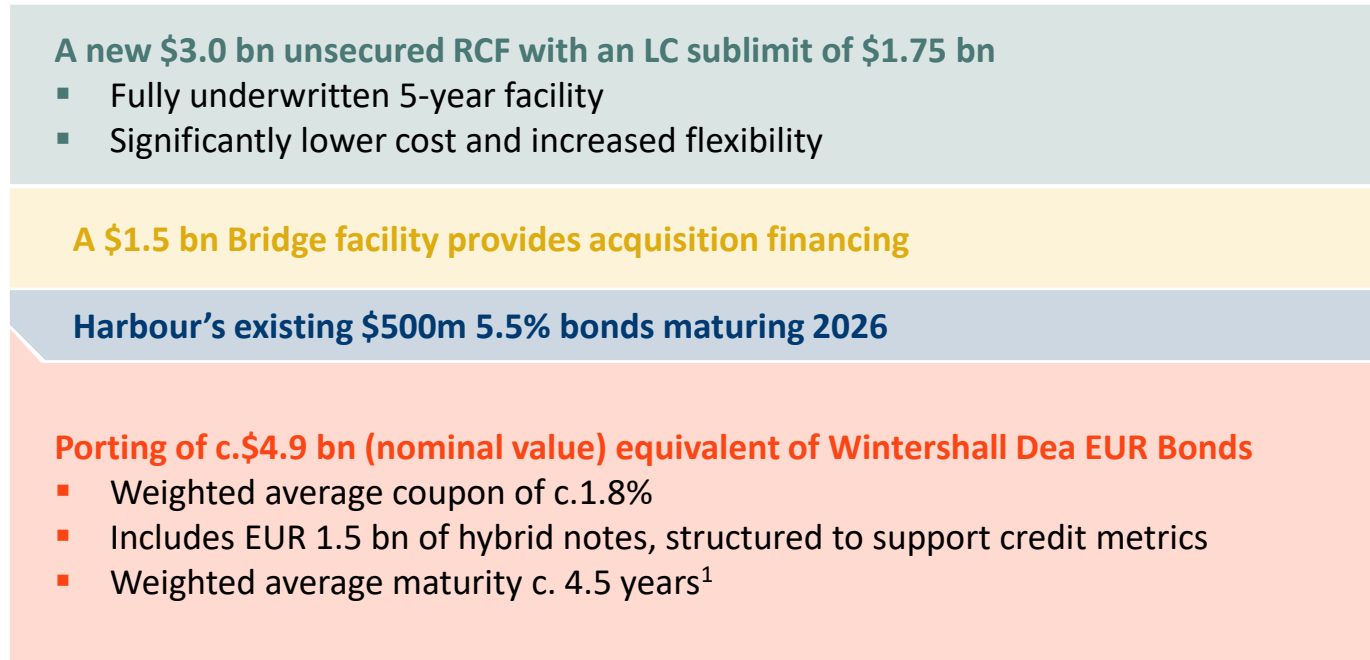 A new $3.0 bn unsecured RCF with an LC sublimit of $1.75 bn
▪ Fully underwritten 5-year facility
▪ Significantly lower cost and increased flexibility
A $1.5 bn Bridge facility provides acquisition financing
Harbour’s existing $500m 5.5% bonds maturing 2026
Porting of c.$4.9 bn (nominal value) equivalent of Wintershall Dea EUR Bonds
▪ Weighted average coupon of c.1.8%
▪ Includes EUR 1.5 bn of hybrid notes, structured to support credit metrics
▪ Weighted average maturity c. 4.5 years¹